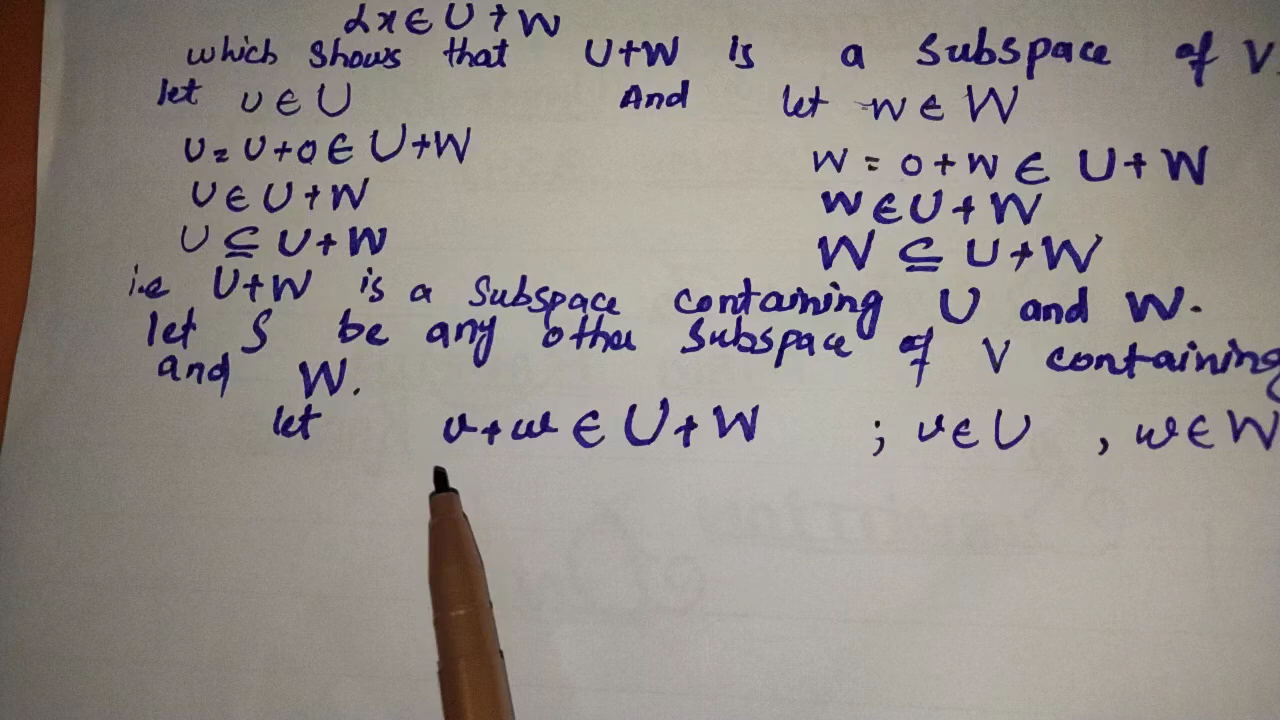 αx ∈ U + W
which shows that U+W is a subspace of V.
let u ∈ U And let w ∈ W
u = u+0 ∈ U+W w = 0+w ∈ U+W
u ∈ U+W w ∈ U+W
U ⊆ U+W W ⊆ U+W
i.e U+W is a subspace containing U and W.
let S be any other subspace of V containing
and W.
let u+w ∈ U+W ; u ∈ U , w ∈ W